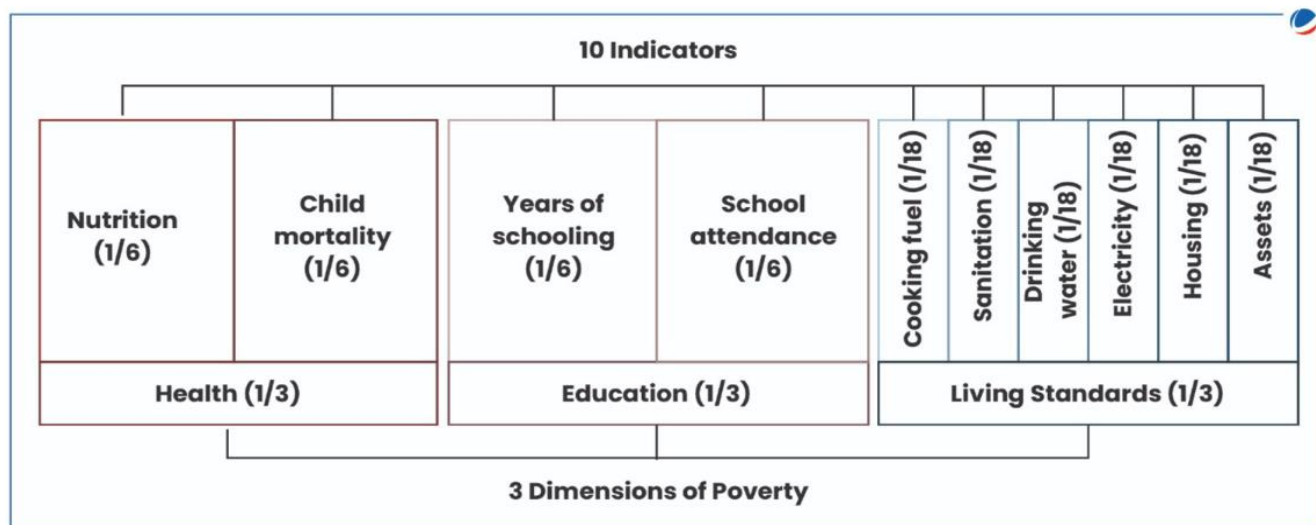 10 Indicators
Nutrition
(1/6)
Child
mortality
(1/6)
Years of
schooling
(1/6)
School
attendance
(1/6)
Cooking fuel (1/18)
Sanitation (1/18)
Drinking
water (1/18)
Electricity (1/18)
Housing (1/18)
Assets (1/18)
Health (1/3)
Education (1/3)
Living Standards (1/3)
3 Dimensions of Poverty